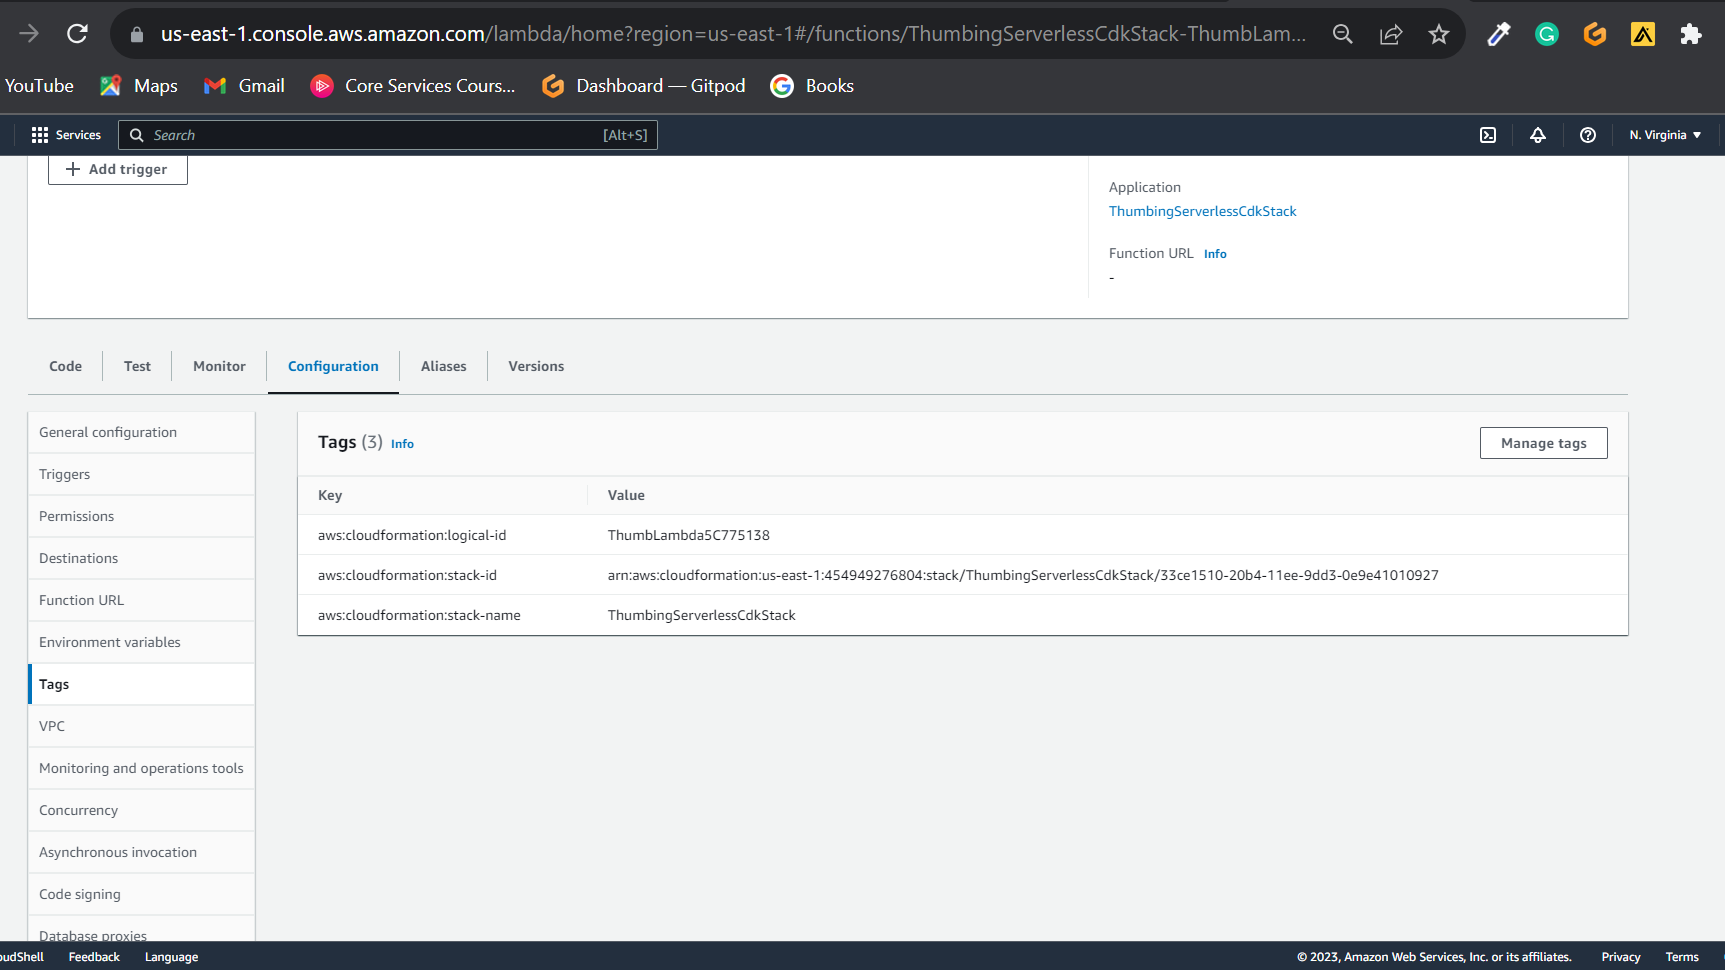 us-east-1.console.aws.amazon.com/lambda/home?region=us-east-1#/functions/ThumbingServerlessCdkStack-ThumbLam...
YouTube Maps Gmail Core Services Cours... Dashboard — Gitpod Books
Services Search [Alt+S] N. Virginia
Add trigger
Application
ThumbingServerlessCdkStack
Function URL Info
-
Code Test Monitor Configuration Aliases Versions
General configuration
Triggers
Permissions
Destinations
Function URL
Environment variables
Tags
VPC
Monitoring and operations tools
Concurrency
Asynchronous invocation
Code signing
Database proxies
Tags (3) Info Manage tags
Key Value
aws:cloudformation:logical-id ThumbLambda5C775138
aws:cloudformation:stack-id arn:aws:cloudformation:us-east-1:454949276804:stack/ThumbingServerlessCdkStack/33ce1510-20b4-11ee-9dd3-0e9e41010927
aws:cloudformation:stack-name ThumbingServerlessCdkStack
oudShell Feedback Language © 2023, Amazon Web Services, Inc. or its affiliates. Privacy Terms